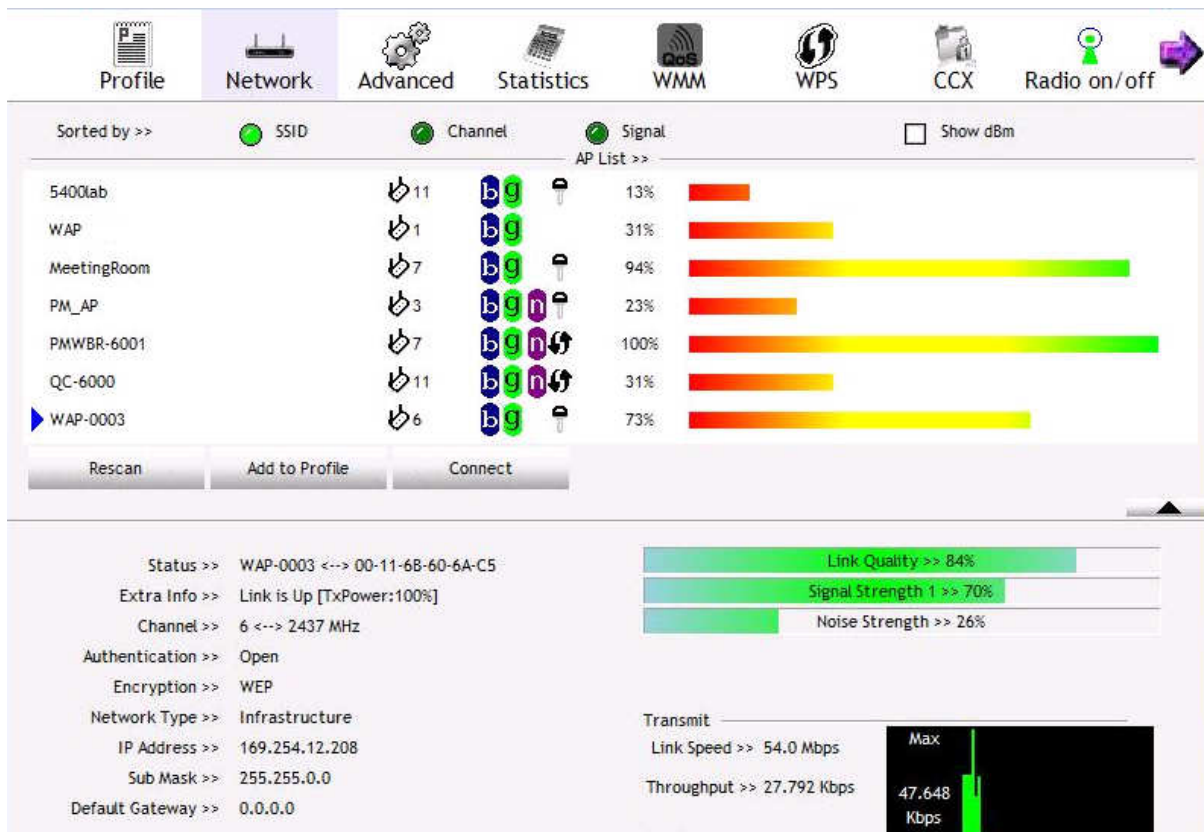 Profile Network Advanced Statistics WMM WPS CCX Radio on/off
Sorted by >> SSID Channel Signal Show dBm
AP List >>
5400lab 11 b g 13%
WAP 1 b g 31%
MeetingRoom 7 b g 94%
PM_AP 3 b g n 23%
PMWBR-6001 7 b g n 100%
QC-6000 11 b g n 31%
WAP-0003 6 b g 73%
Rescan Add to Profile Connect
Status >> WAP-0003 <--> 00-11-6B-60-6A-C5
Extra Info >> Link is Up [TxPower:100%]
Channel >> 6 <--> 2437 MHz
Authentication >> Open
Encryption >> WEP
Network Type >> Infrastructure
IP Address >> 169.254.12.208
Sub Mask >> 255.255.0.0
Default Gateway >> 0.0.0.0
Link Quality >> 84%
Signal Strength 1 >> 70%
Noise Strength >> 26%
Transmit
Link Speed >> 54.0 Mbps
Throughput >> 27.792 Kbps
Max
47.648
Kbps
P
QoS